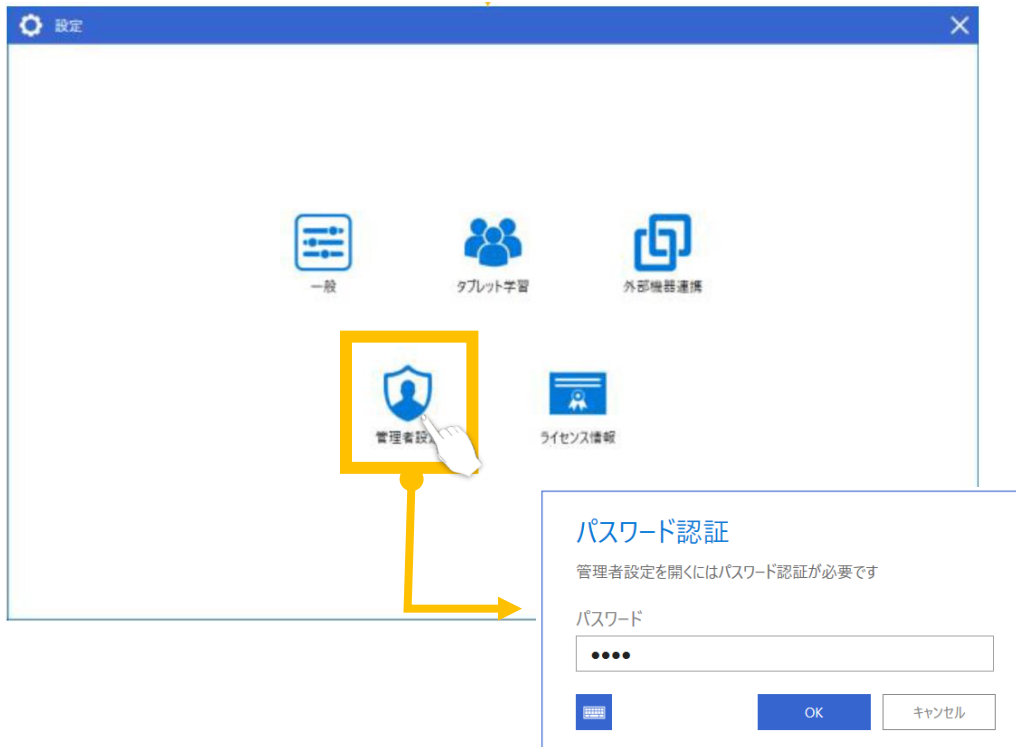 設定
一般
タブレット学習
外部機器連携
管理者設
ライセンス情報
パスワード認証
管理者設定を開くにはパスワード認証が必要です
パスワード
••••
OK
キャンセル